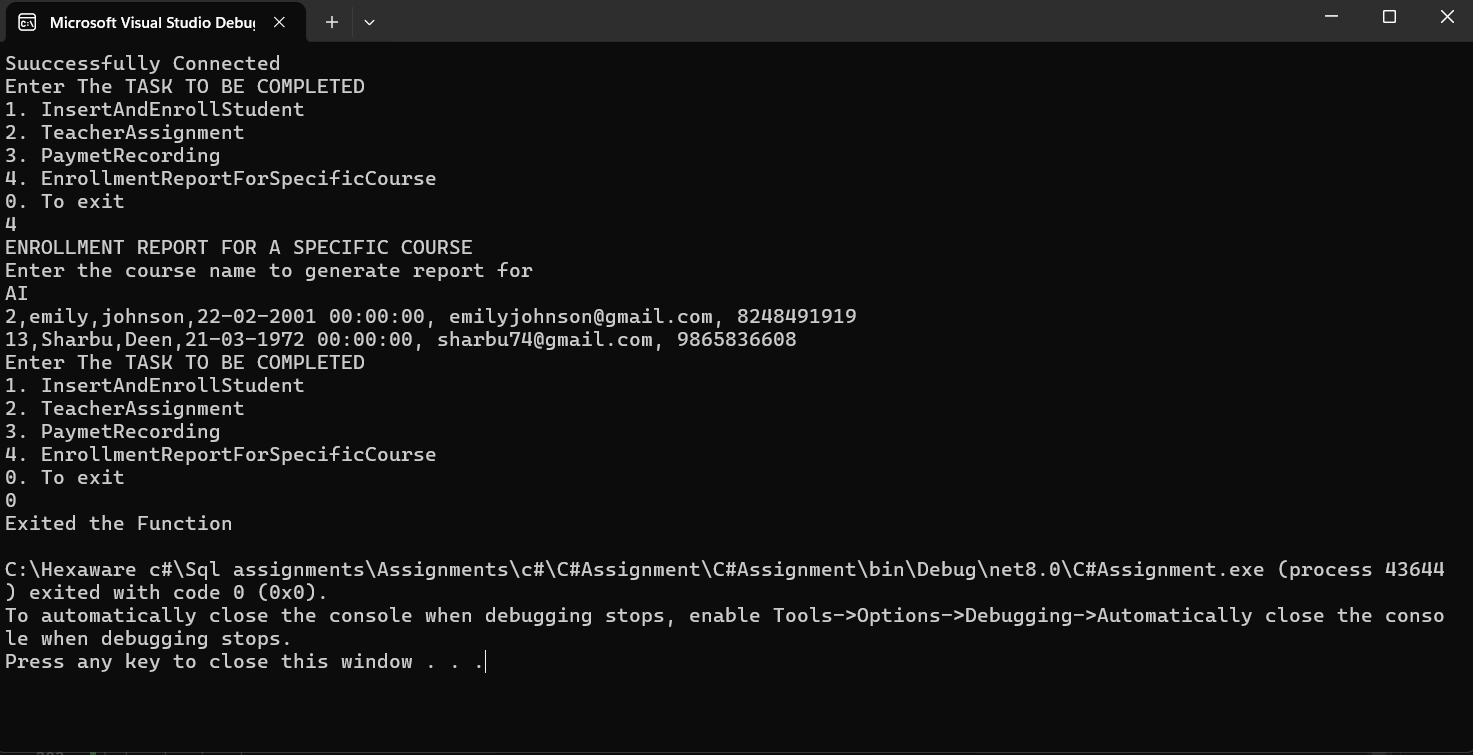 Microsoft Visual Studio Debug
Suuccessfully Connected
Enter The TASK TO BE COMPLETED
1. InsertAndEnrollStudent
2. TeacherAssignment
3. PaymetRecording
4. EnrollmentReportForSpecificCourse
0. To exit
4
ENROLLMENT REPORT FOR A SPECIFIC COURSE
Enter the course name to generate report for
AI
2,emily,johnson,22-02-2001 00:00:00, emilyjohnson@gmail.com, 8248491919
13,Sharbu,Deen,21-03-1972 00:00:00, sharbu74@gmail.com, 9865836608
Enter The TASK TO BE COMPLETED
1. InsertAndEnrollStudent
2. TeacherAssignment
3. PaymetRecording
4. EnrollmentReportForSpecificCourse
0. To exit
0
Exited the Function
C:\Hexaware c#\Sql assignments\Assignments\c#\C#Assignment\C#Assignment\bin\Debug\net8.0\C#Assignment.exe (process 43644
) exited with code 0 (0x0).
To automatically close the console when debugging stops, enable Tools->Options->Debugging->Automatically close the conso
le when debugging stops.
Press any key to close this window . . .